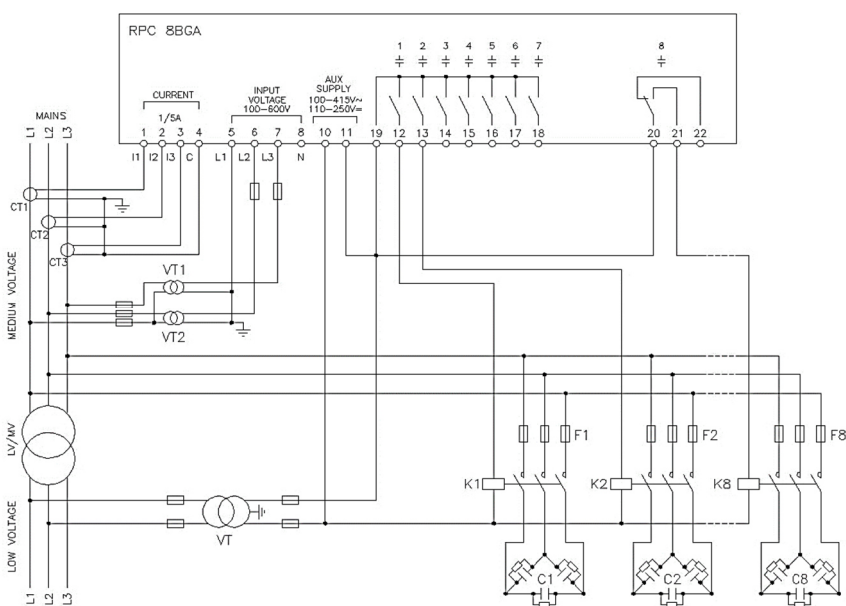 RPC 8BGA
1 2 3 4 5 6 7 8
CURRENT
1/5A
INPUT
VOLTAGE
100-600V
AUX
SUPPLY
100-415V~
110-250V=
MAINS
L1 L2 L3
1 2 3 4 5 6 7 8 10 11 19 12 13 14 15 16 17 18 20 21 22
I1 I2 I3 C L1 L2 L3 N
CT1
CT2
CT3
VT1
VT2
MEDIUM VOLTAGE
LV/MV
F1 F2 F8
K1 K2 K8
VT
LOW VOLTAGE
C1 C2 C8
L1 L2 L3